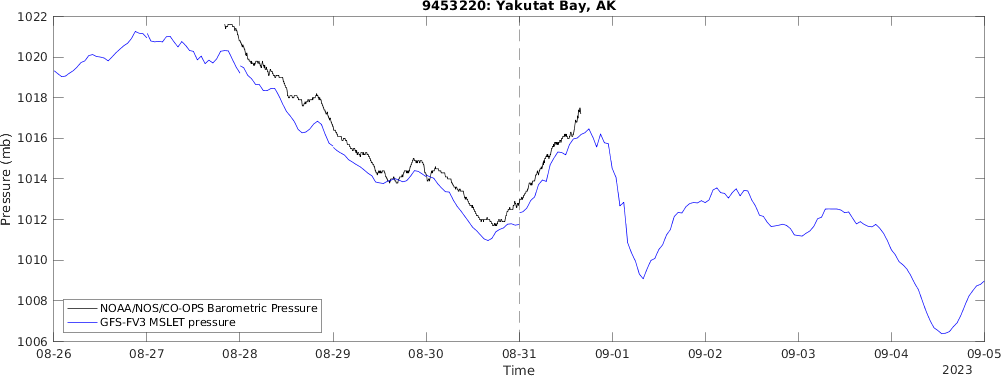 9453220: Yakutat Bay, AK
Pressure (mb)
1022
1020
1018
1016
1014
1012
1010
1008
1006
NOAA/NOS/CO-OPS Barometric Pressure
GFS-FV3 MSLET pressure
08-26 08-27 08-28 08-29 08-30 08-31 09-01 09-02 09-03 09-04 09-05
Time
2023